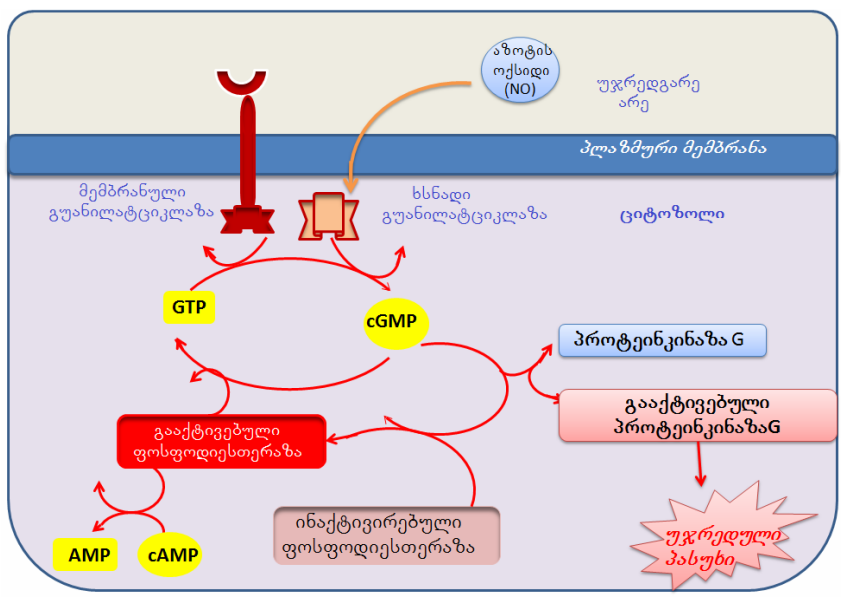 აზოტის
ოქსიდი
(NO)
უჯრედგარე
არე
პლაზმური მემბრანა
მემბრანული
გუანილატციკლაზა
ხსნადი
გუანილატციკლაზა
ციტოზოლი
GTP
cGMP
პროტეინკინაზა G
გააქტივებული
პროტეინკინაზაG
გააქტივებული
ფოსფოდიესთერაზა
ინაქტივირებული
ფოსფოდიესთერაზა
AMP
cAMP
უჯრედული
პასუხი